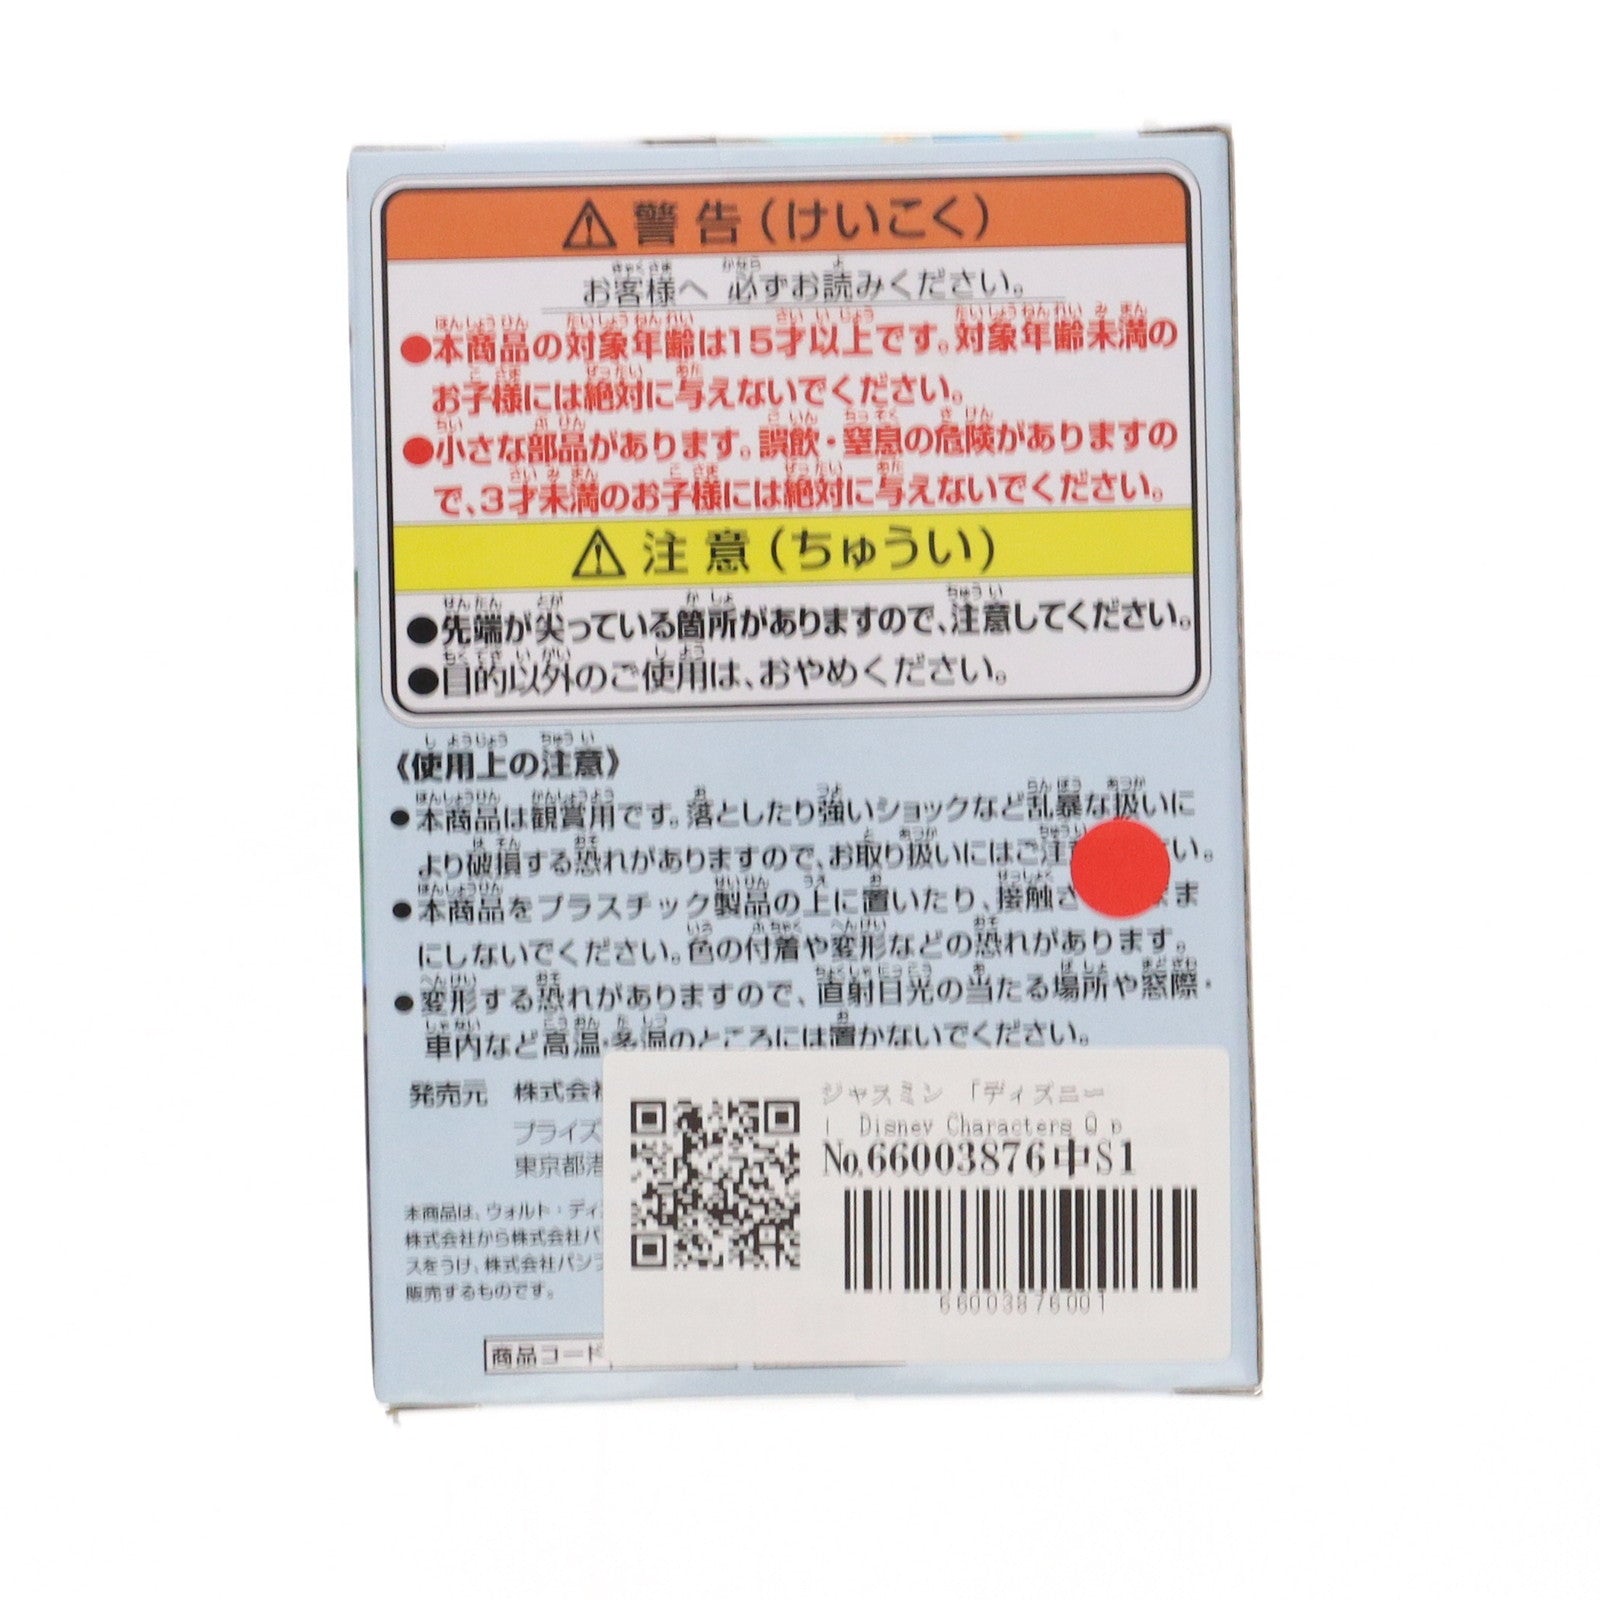 警告(けいこく)
お客様へ 必ずお読みください。
●本商品の対象年齢は15才以上です。対象年齢未満の
お子様には絶対に与えないでください。
●小さな部品があります。誤飲・窒息の危険がありますの
で、3才未満のお子様には絶対に与えないでください。
注意(ちゅうい)
●先端が尖っている箇所がありますので、注意してください。
●目的以外のご使用は、おやめください。
《使用上の注意》
●本商品は観賞用です。落としたり強いショックなど乱暴な扱いに
より破損する恐れがありますので、お取り扱いにはご注 い。
●本商品をプラスチック製品の上に置いたり、接触さ まま
にしないでください。色の付着や変形などの恐れがあります。
●変形する恐れがありますので、直射日光の当たる場所や窓際・
車内など高温・多湿のところには置かないでください。
発売元 株式会社
プライズ
東京都港
本商品は、ウォルト・ディ
株式会社から株式会社バ
スをうけ、株式会社バン
販売するものです。
商品コード
ジャスミン 「ディズニー
Disney Characters Q p
No.66003876中S1
66003876001